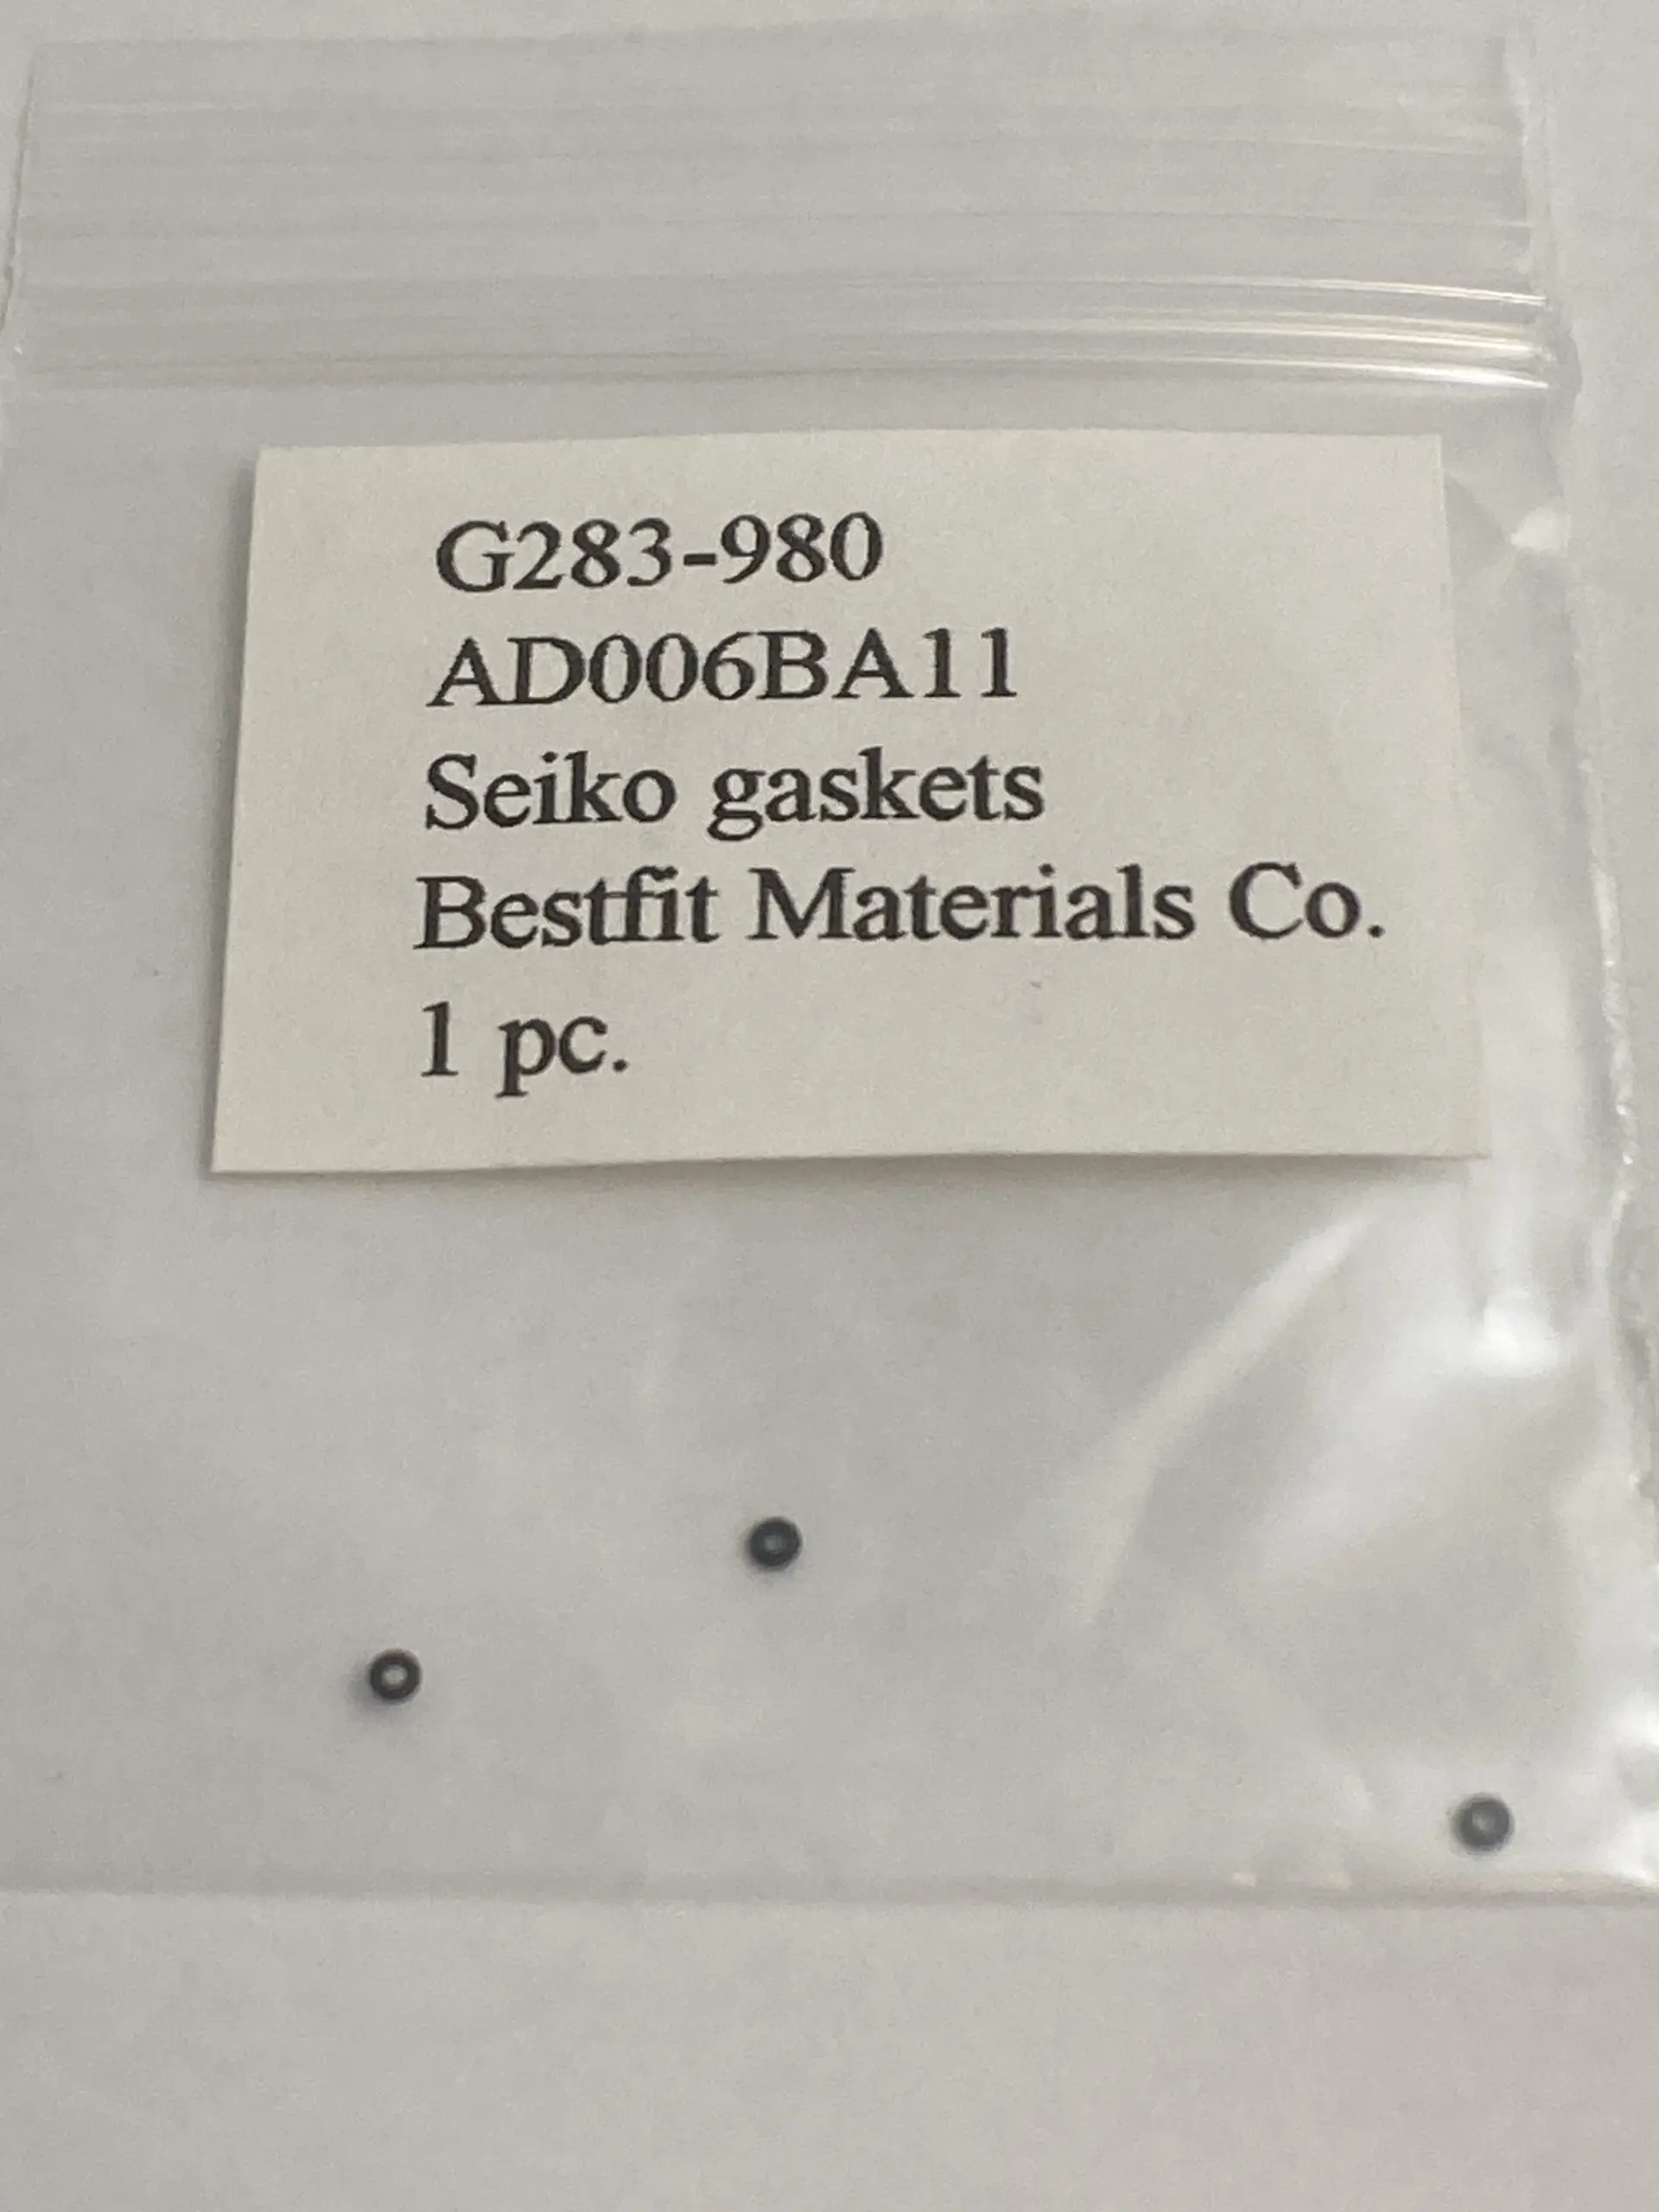 G283-980
AD006BA11
Seiko gaskets
Bestfit Materials Co.
1 pc.